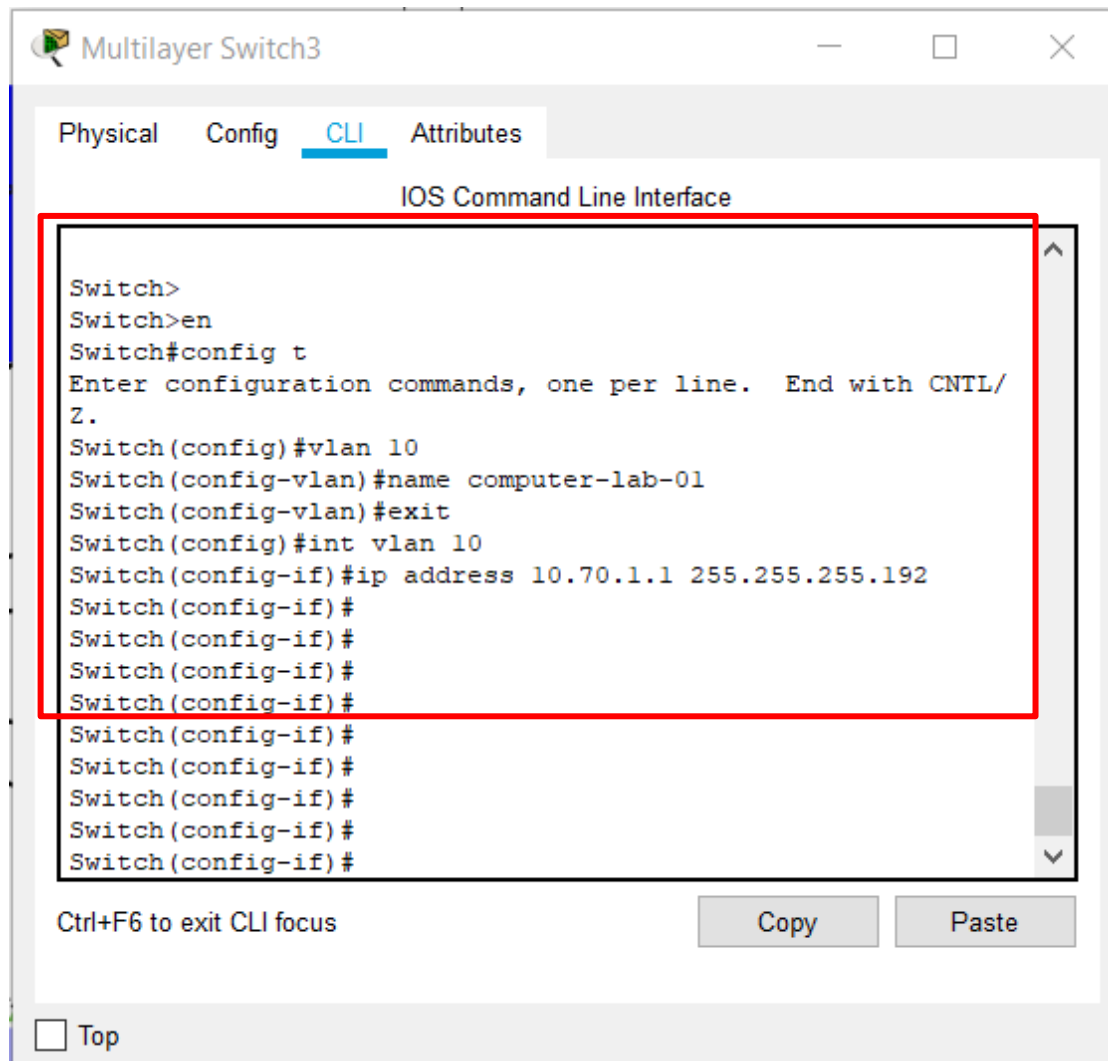 Multilayer Switch3
Physical Config CLI Attributes
IOS Command Line Interface
Switch>
Switch>en
Switch#config t
Enter configuration commands, one per line.  End with CNTL/
Z.
Switch(config)#vlan 10
Switch(config-vlan)#name computer-lab-01
Switch(config-vlan)#exit
Switch(config)#int vlan 10
Switch(config-if)#ip address 10.70.1.1 255.255.255.192
Switch(config-if)#
Switch(config-if)#
Switch(config-if)#
Switch(config-if)#
Switch(config-if)#
Switch(config-if)#
Switch(config-if)#
Switch(config-if)#
Switch(config-if)#
Ctrl+F6 to exit CLI focus
Copy Paste
Top